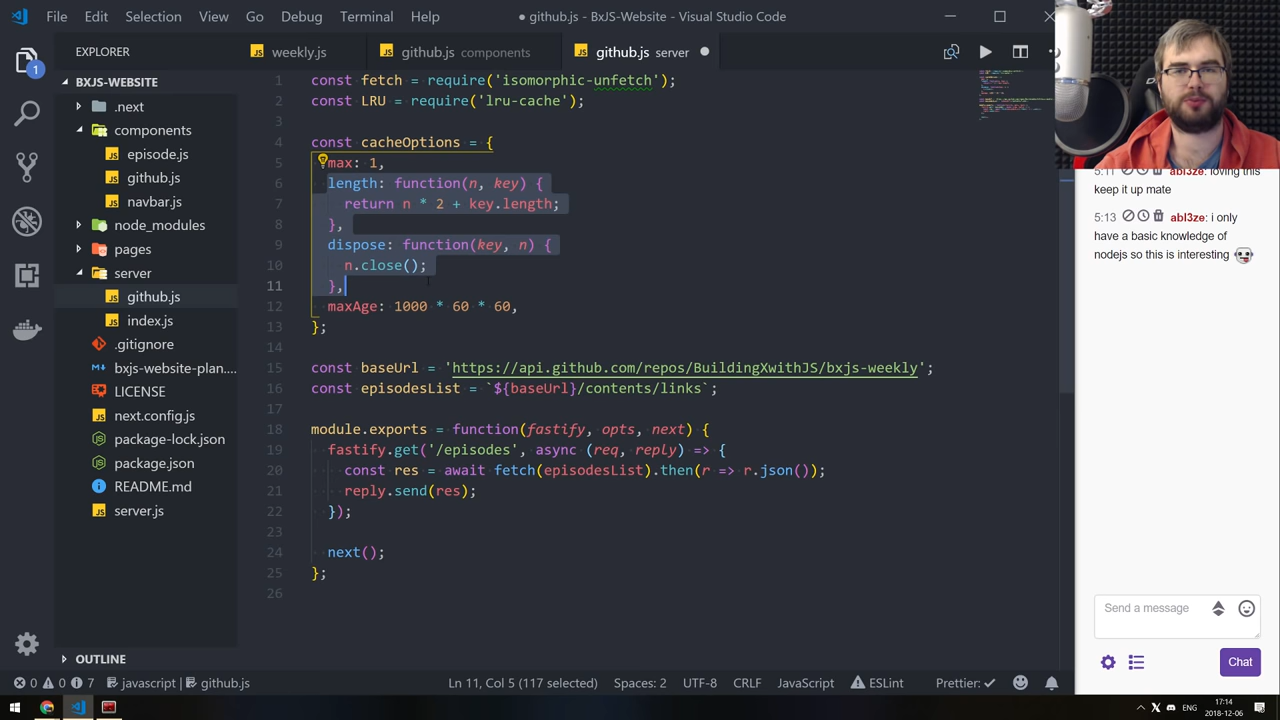 File Edit Selection View Go Debug Terminal Help
● github.js - BxJS-Website - Visual Studio Code
EXPLORER
weekly.js
github.js components
github.js server
1
BXJS-WEBSITE
.next
components
episode.js
github.js
navbar.js
node_modules
pages
server
github.js
index.js
.gitignore
bxjs-website-plan....
LICENSE
next.config.js
package-lock.json
package.json
README.md
server.js
OUTLINE
1 const fetch = require('isomorphic-unfetch');
2 const LRU = require('lru-cache');
3
4 const cacheOptions = {
5 max: 1,
6 length: function(n, key) {
7 return n * 2 + key.length;
8 },
9 dispose: function(key, n) {
10 n.close();
11 },
12 maxAge: 1000 * 60 * 60,
13 };
14
15 const baseUrl = 'https://api.github.com/repos/BuildingXwithJS/bxjs-weekly';
16 const episodesList = `${baseUrl}/contents/links`;
17
18 module.exports = function(fastify, opts, next) {
19 fastify.get('/episodes', async (req, reply) => {
20 const res = await fetch(episodesList).then(r => r.json());
21 reply.send(res);
22 });
23
24 next();
25 };
26
5:11 abl3ze: loving this
keep it up mate
5:13 abl3ze: i only
have a basic knowledge of
nodejs so this is interesting
Send a message
Chat
0 0 7 javascript github.js Ln 11, Col 5 (117 selected) Spaces: 2 UTF-8 CRLF JavaScript ESLint Prettier: ✓
ENG
17:14
2018-12-06